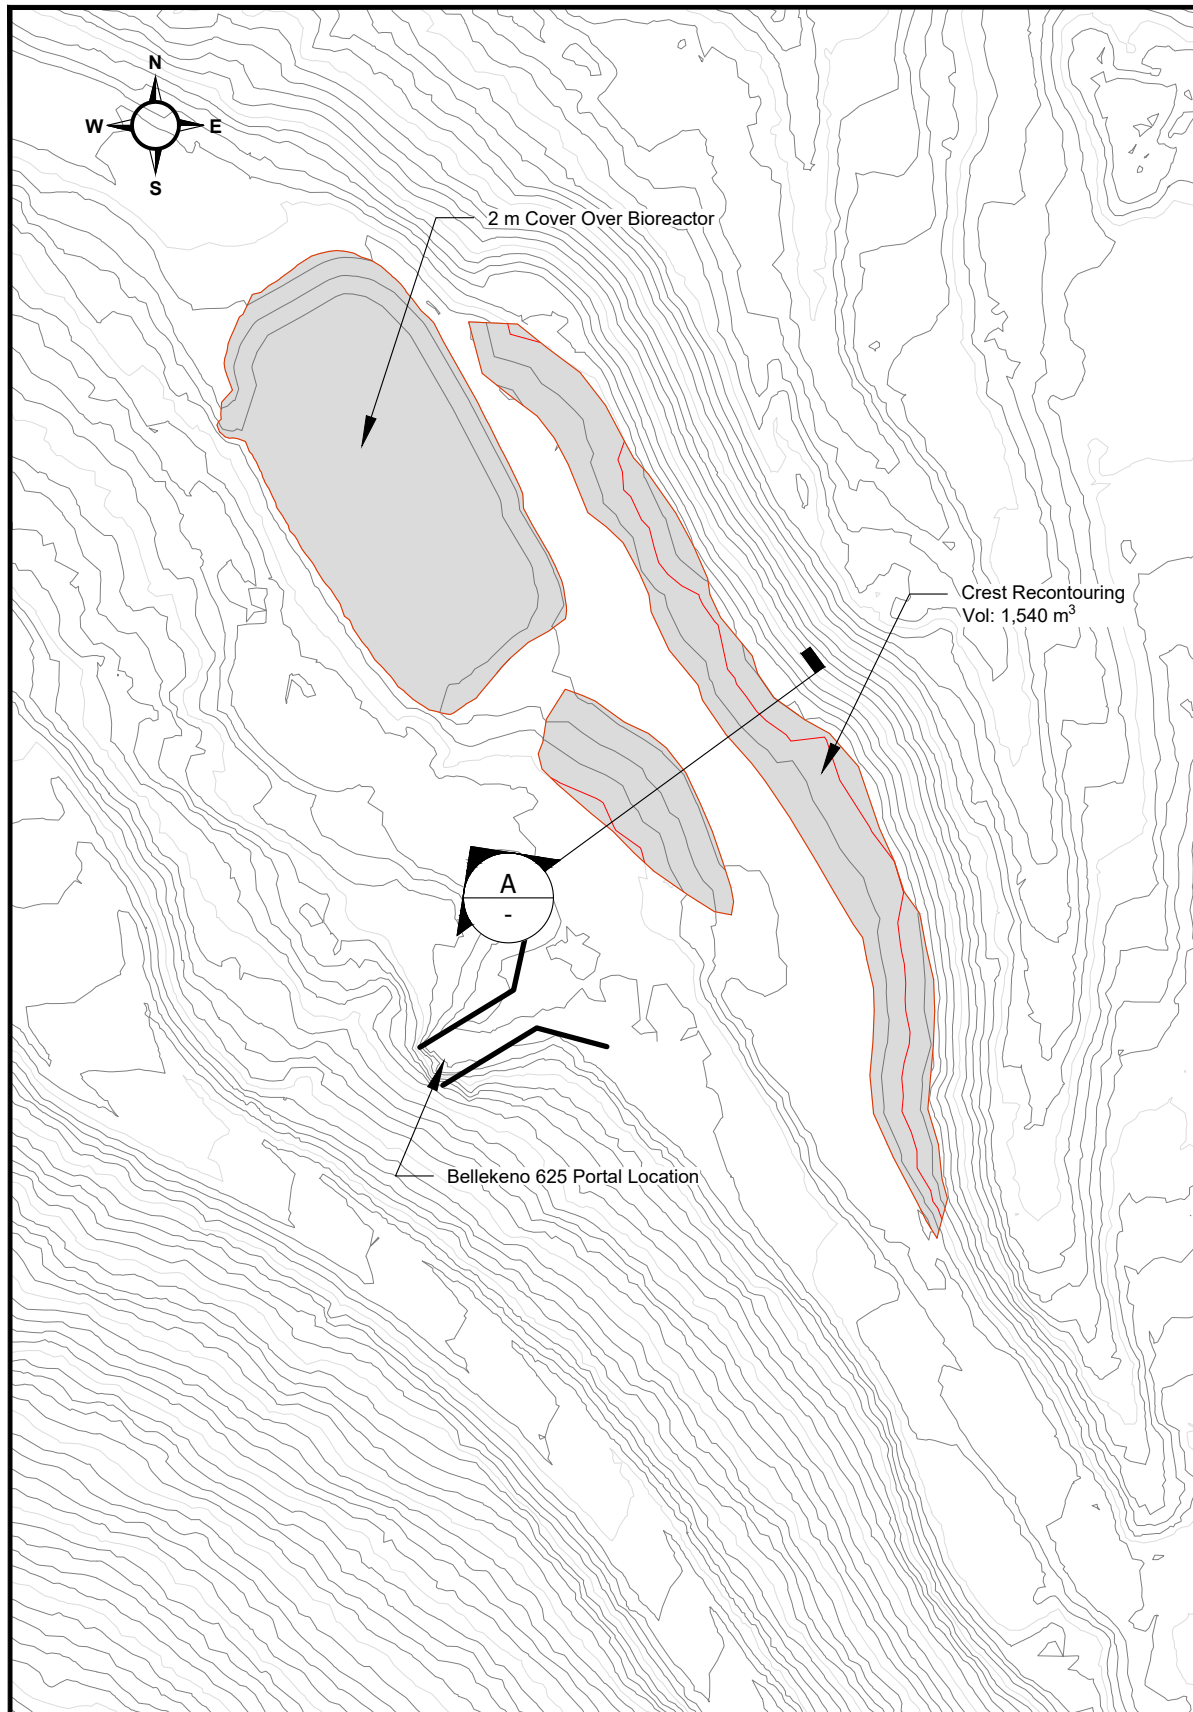 N
W E
S
2 m Cover Over Bioreactor
Crest Recontouring
Vol: 1,540 m³
A
-
Bellekeno 625 Portal Location